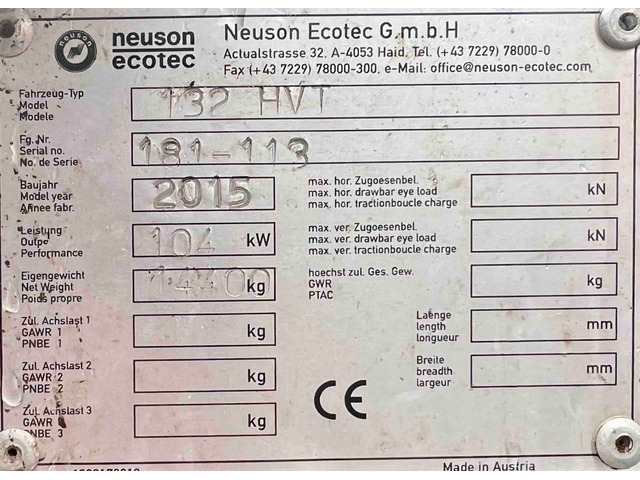 neuson
neuson
ecotec
Neuson Ecotec G.m.b.H
Actualstrasse 32, A-4053 Haid, Tel. (+43 7229) 78000-0
Fax (+43 7229) 78000-300, e-Mail: office@neuson-ecotec.com
Fahrzeug-Typ
Model
Modele
132 HVT
Fg. Nr.
Serial no.
No. de Serie
181-113
Baujahr
Model year
Année fabr.
2015
Leistung
Outpu
Performance
104 kW
Eigengewicht
Net Weight
Poids propre
14400 kg
Zul. Achslast 1
GAWR 1
PNBE 1
kg
Zul. Achslast 2
GAWR 2
PNBE 2
kg
Zul. Achslast 3
GAWR 3
PNBE 3
kg
max. hor. Zugoesenbel.
max. hor. drawbar eye load
max. hor. tractionboucle charge
kN
max. ver. Zugoesenbel.
max. ver. drawbar eye load
max. ver. tractionboucle charge
kN
hoechst zul. Ges. Gew.
GWR
PTAC
kg
Laenge
length
longueur
mm
Breite
breadth
largeur
mm
CE
Made in Austria